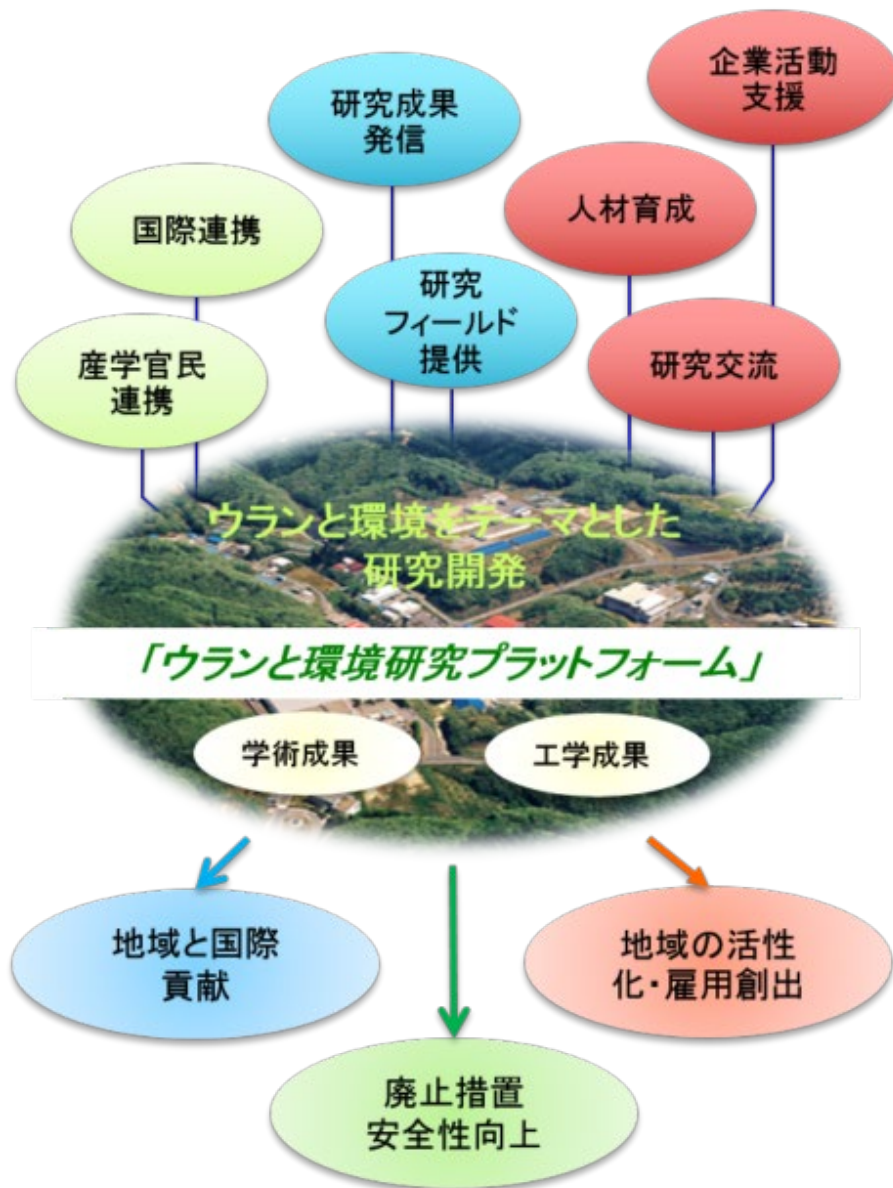 企業活動
支援
研究成果
発信
人材育成
国際連携
研究
フィールド
提供
産学官民
連携
研究交流
ウランと環境をテーマとした
研究開発
「ウランと環境研究プラットフォーム」
学術成果
工学成果
地域と国際
貢献
地域の活性
化・雇用創出
廃止措置
安全性向上